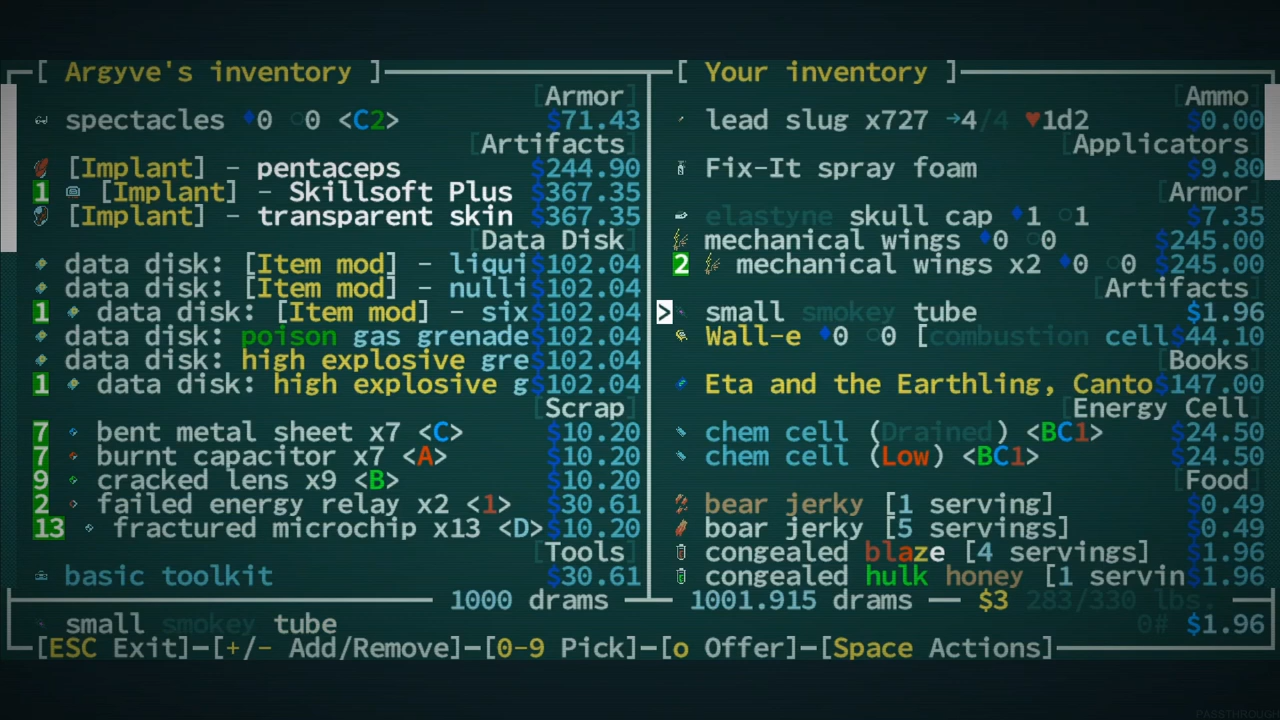 [ Argyve's inventory ]
[Armor]
spectacles ♦0 ○0 <C2> $71.43
[Artifacts]
[Implant] - pentaceps $244.90
1 [Implant] - Skillsoft Plus $367.35
[Implant] - transparent skin $367.35
[Data Disk]
data disk: [Item mod] - liqui$102.04
data disk: [Item mod] - nulli$102.04
1 data disk: [Item mod] - six$102.04
data disk: poison gas grenade$102.04
data disk: high explosive gre$102.04
1 data disk: high explosive g$102.04
[Scrap]
7 bent metal sheet x7 <C> $10.20
7 burnt capacitor x7 <A> $10.20
9 cracked lens x9 <B> $10.20
2 failed energy relay x2 <1> $30.61
13 fractured microchip x13 <D>$10.20
[Tools]
basic toolkit $30.61
1000 drams
[ Your inventory ]
[Ammo]
lead slug x727 →4/4 ♥1d2 $0.00
[Applicators]
Fix-It spray foam $9.80
[Armor]
elastyne skull cap ♦1 ○1 $7.35
mechanical wings ♦0 ○0 $245.00
2 mechanical wings x2 ♦0 ○0 $245.00
[Artifacts]
> small smokey tube $1.96
Wall-e ♦0 ○0 [combustion cell$44.10
[Books]
Eta and the Earthling, Canto$147.00
[Energy Cell]
chem cell (Drained) <BC1> $24.50
chem cell (Low) <BC1> $24.50
[Food]
bear jerky [1 serving] $0.49
boar jerky [5 servings] $0.49
congealed blaze [4 servings] $1.96
congealed hulk honey [1 servin$1.96
1001.915 drams — $3 283/330 lbs.
small smokey tube 0# $1.96
[ESC Exit]-[+/- Add/Remove]-[0-9 Pick]-[o Offer]-[Space Actions]
PASSTHROUGH